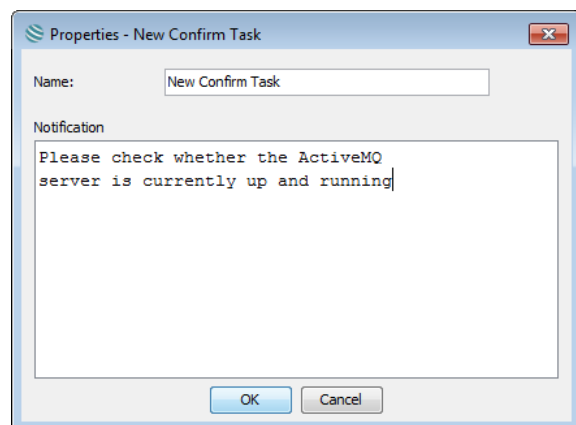 Properties - New Confirm Task
Name: New Confirm Task
Notification
Please check whether the ActiveMQ
server is currently up and running
OK Cancel